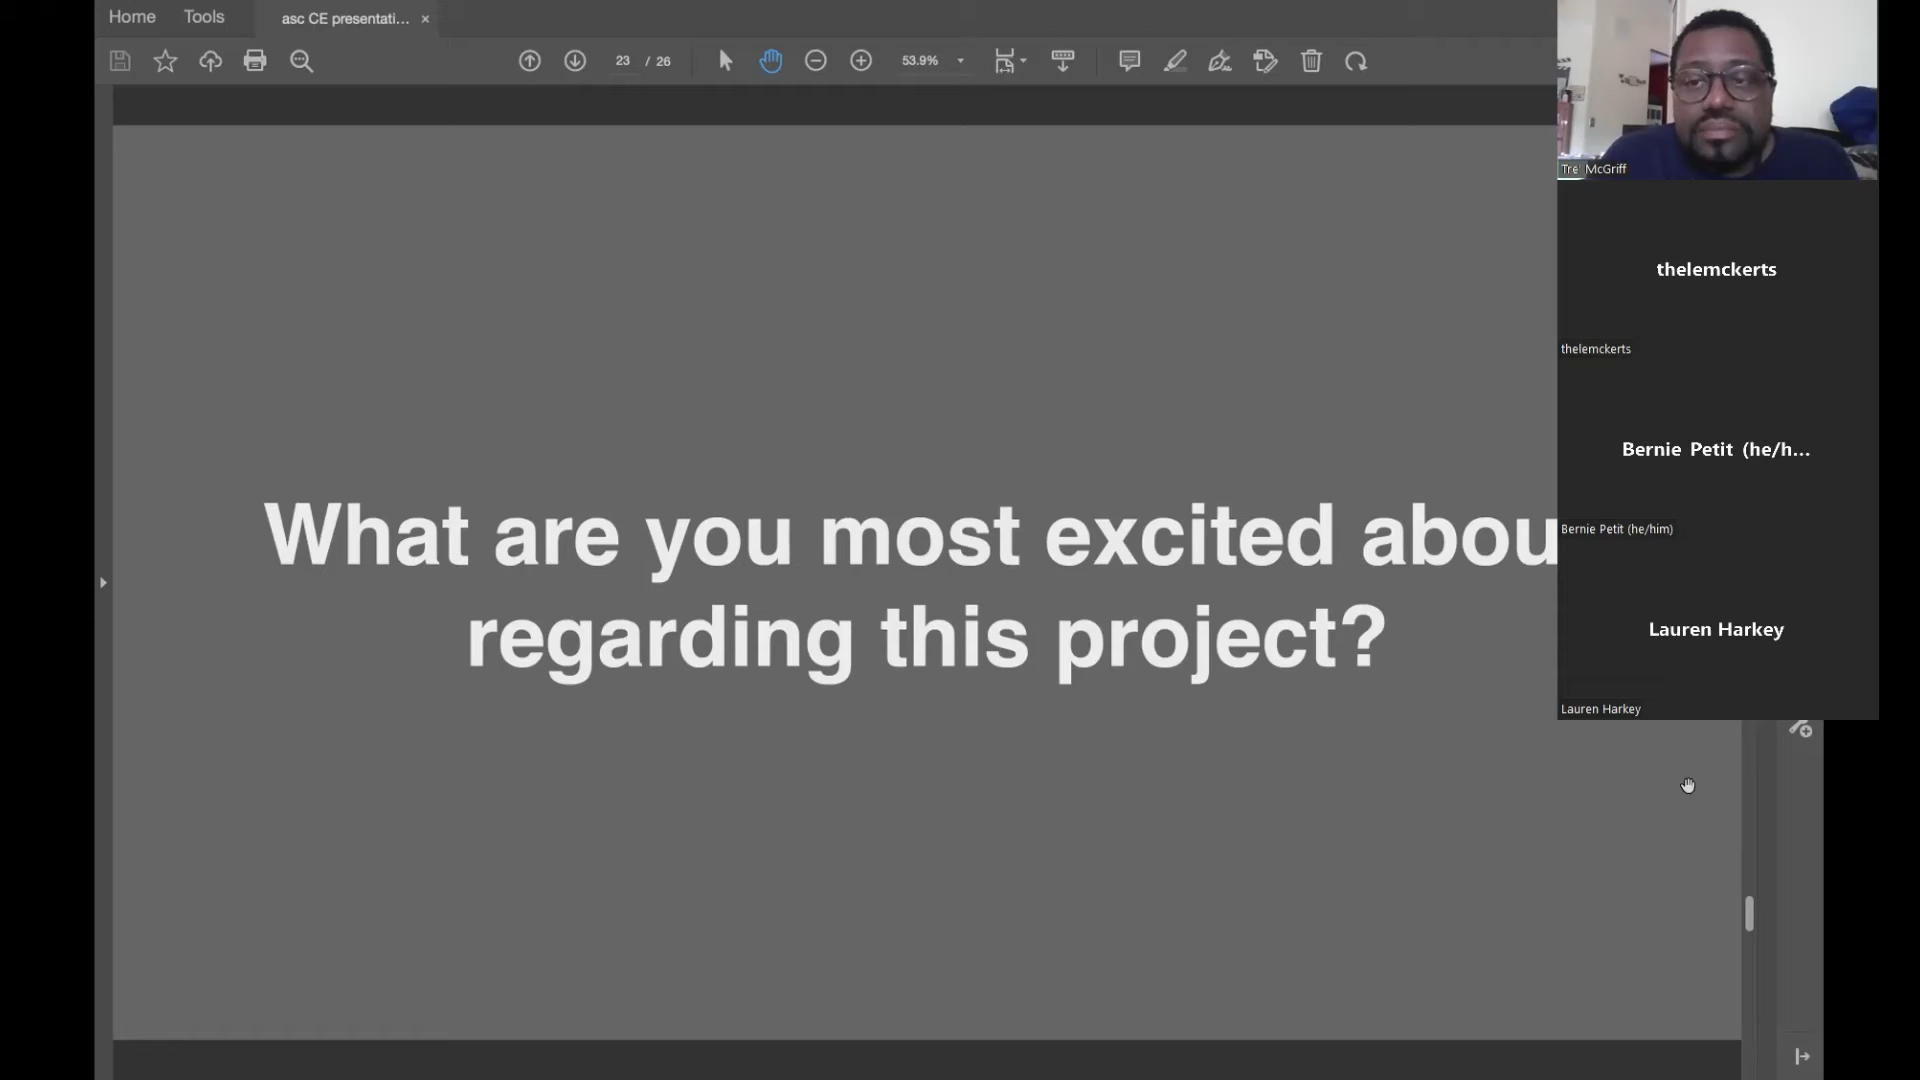 Home Tools asc CE presentati... ×
23 / 26 53.9%
What are you most excited abou
regarding this project?
Tre' McGriff
thelemckerts
thelemckerts
Bernie Petit (he/h...
Bernie Petit (he/him)
Lauren Harkey
Lauren Harkey